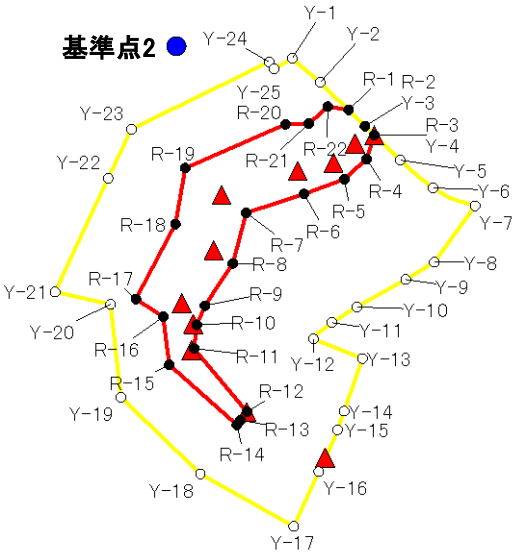 Y-1
基準点2
Y-24
Y-2
R-1
R-2
Y-25
Y-3
R-20
Y-23
R-3
R-21
R-22
Y-4
R-19
Y-5
R-4
Y-22
R-5
Y-6
R-6
R-18
R-7
Y-7
R-8
Y-8
R-17
Y-21
Y-9
R-9
Y-20
Y-10
R-10
R-16
Y-11
R-11
Y-12
Y-13
R-15
R-12
Y-19
Y-14
R-13
Y-15
R-14
Y-18
Y-16
Y-17